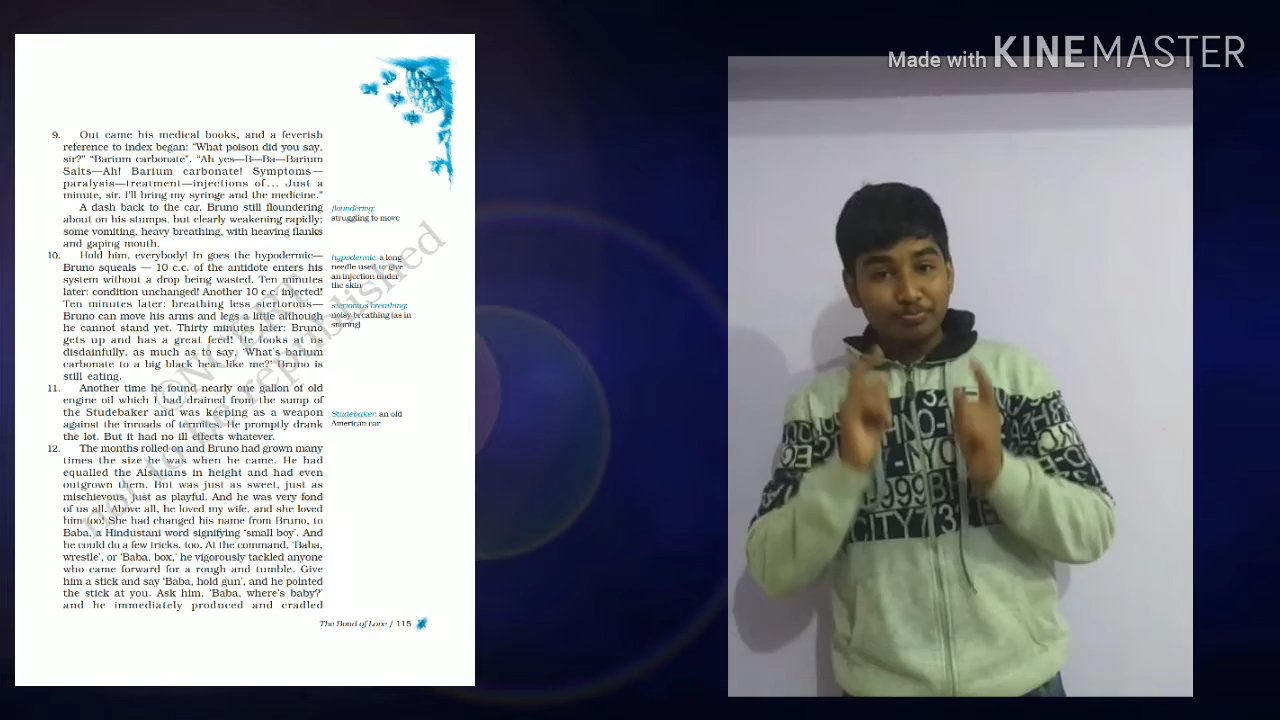 Made with KINEMASTER
9. Out came his medical books, and a feverish
reference to index began: "What poison did you say,
sir?" "Barium carbonate". "Ah yes—B—Ba—Barium
Salts—Ah! Barium carbonate! Symptoms—
paralysis—treatment—injections of... Just a
minute, sir. I'll bring my syringe and the medicine."
A dash back to the car. Bruno still floundering
about on his stumps, but clearly weakening rapidly;
some vomiting, heavy breathing, with heaving flanks
and gaping mouth.
floundering:
struggling to move
10. Hold him, everybody! In goes the hypodermic—
Bruno squeals — 10 c.c. of the antidote enters his
system without a drop being wasted. Ten minutes
later: condition unchanged! Another 10 c.c. injected!
Ten minutes later: breathing less stertorous—
Bruno can move his arms and legs a little although
he cannot stand yet. Thirty minutes later: Bruno
gets up and has a great feed! He looks at us
disdainfully, as much as to say, 'What's barium
carbonate to a big black bear like me?' Bruno is
still eating.
hypodermic: a long
needle used to give
an injection under
the skin
stertorous breathing:
noisy breathing (as in
snoring)
11. Another time he found nearly one gallon of old
engine oil which I had drained from the sump of
the Studebaker and was keeping as a weapon
against the inroads of termites. He promptly drank
the lot. But it had no ill effects whatever.
Studebaker: an old
American car
12. The months rolled on and Bruno had grown many
times the size he was when he came. He had
equalled the Alsatians in height and had even
outgrown them. But was just as sweet, just as
mischievous, just as playful. And he was very fond
of us all. Above all, he loved my wife, and she loved
him too! She had changed his name from Bruno, to
Baba, a Hindustani word signifying 'small boy'. And
he could do a few tricks, too. At the command, 'Baba,
wrestle', or 'Baba, box,' he vigorously tackled anyone
who came forward for a rough and tumble. Give
him a stick and say 'Baba, hold gun', and he pointed
the stick at you. Ask him, 'Baba, where's baby?'
and he immediately produced and cradled
The Bond of Love / 115
© NCERT
not to be republished